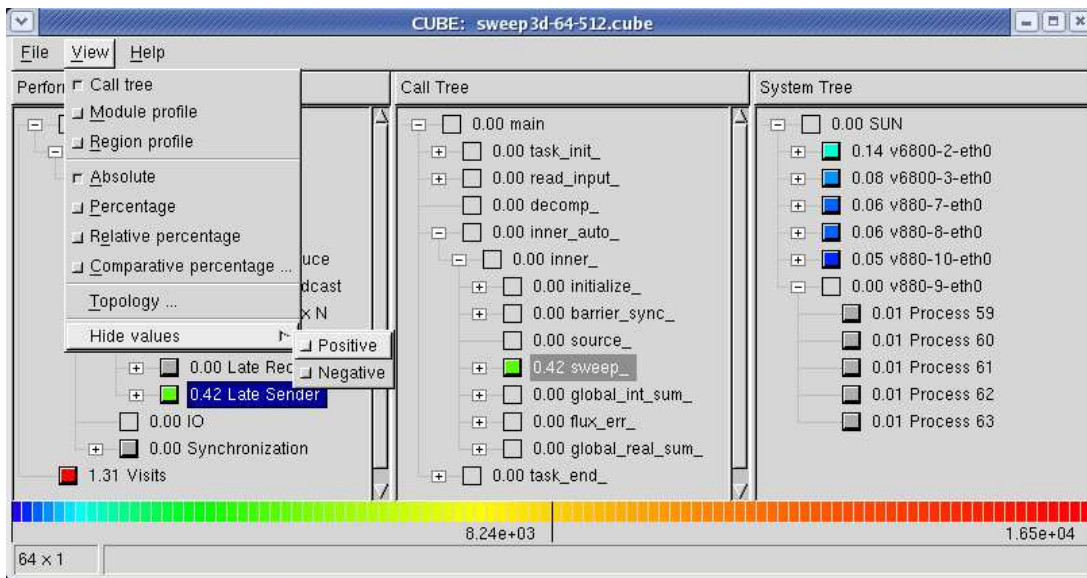 CUBE: sweep3d-64-512.cube
File View Help
Call tree
Module profile
Region profile
Absolute
Percentage
Relative percentage
Comparative percentage ...
Topology ...
Hide values
Positive
Negative
0.42 Late Sender
0.00 IO
0.00 Synchronization
1.31 Visits
Call Tree
0.00 main
0.00 task_init_
0.00 read_input_
0.00 decomp_
0.00 inner_auto_
0.00 inner_
0.00 initialize_
0.00 barrier_sync_
0.00 source_
0.42 sweep_
0.00 global_int_sum_
0.00 flux_err_
0.00 global_real_sum_
0.00 task_end_
System Tree
0.00 SUN
0.14 v6800-2-eth0
0.08 v6800-3-eth0
0.06 v880-7-eth0
0.06 v880-8-eth0
0.05 v880-10-eth0
0.00 v880-9-eth0
0.01 Process 59
0.01 Process 60
0.01 Process 61
0.01 Process 62
0.01 Process 63
0.00 Late
8.24e+03
1.65e+04
64 x 1